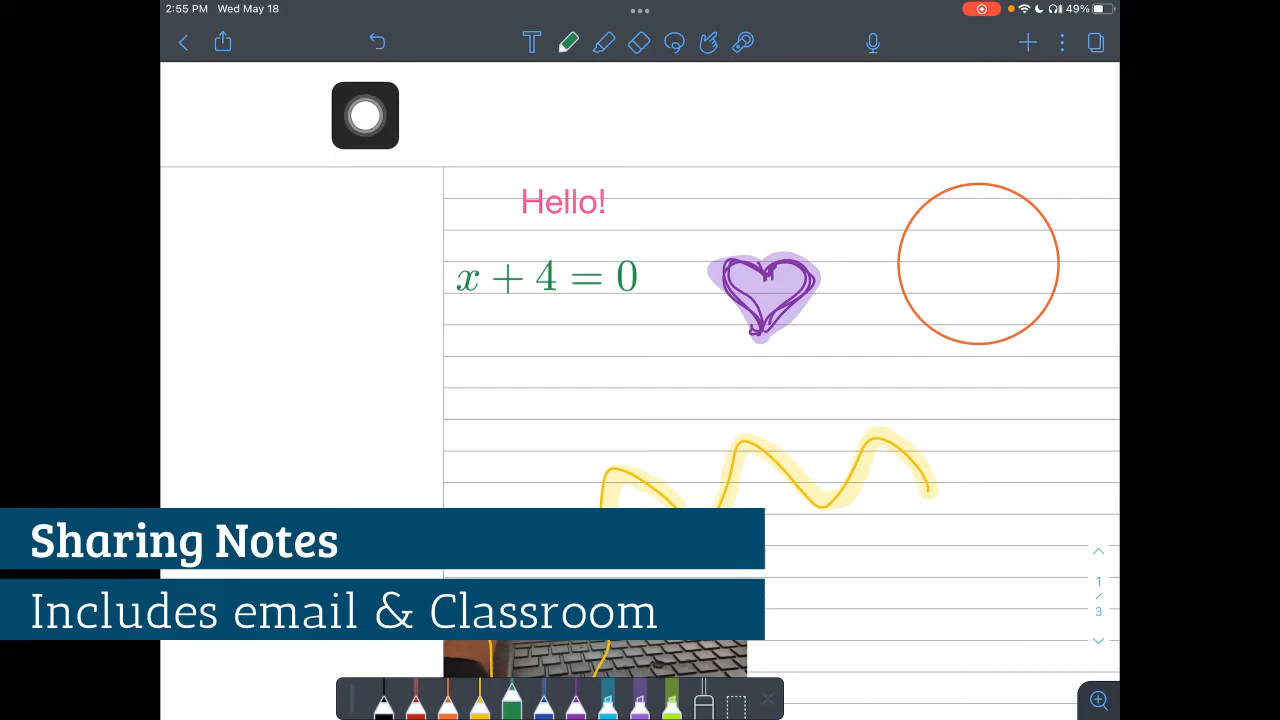 2:55 PM Wed May 18
49%
T
Hello!
x + 4 = 0
Sharing Notes
Includes email & Classroom
1
/
3